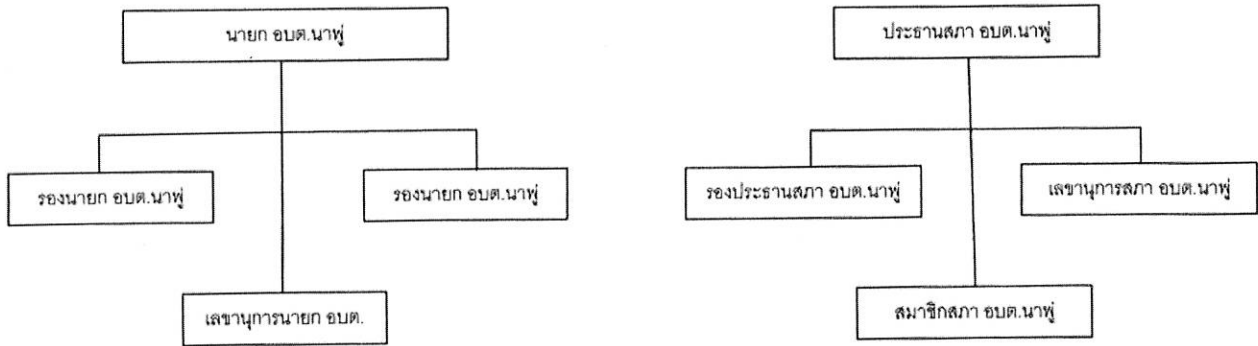 นายก อบต.นาพู่
รองนายก อบต.นาพู่
รองนายก อบต.นาพู่
เลขานุการนายก อบต.
ประธานสภา อบต.นาพู่
รองประธานสภา อบต.นาพู่
เลขานุการสภา อบต.นาพู่
สมาชิกสภา อบต.นาพู่